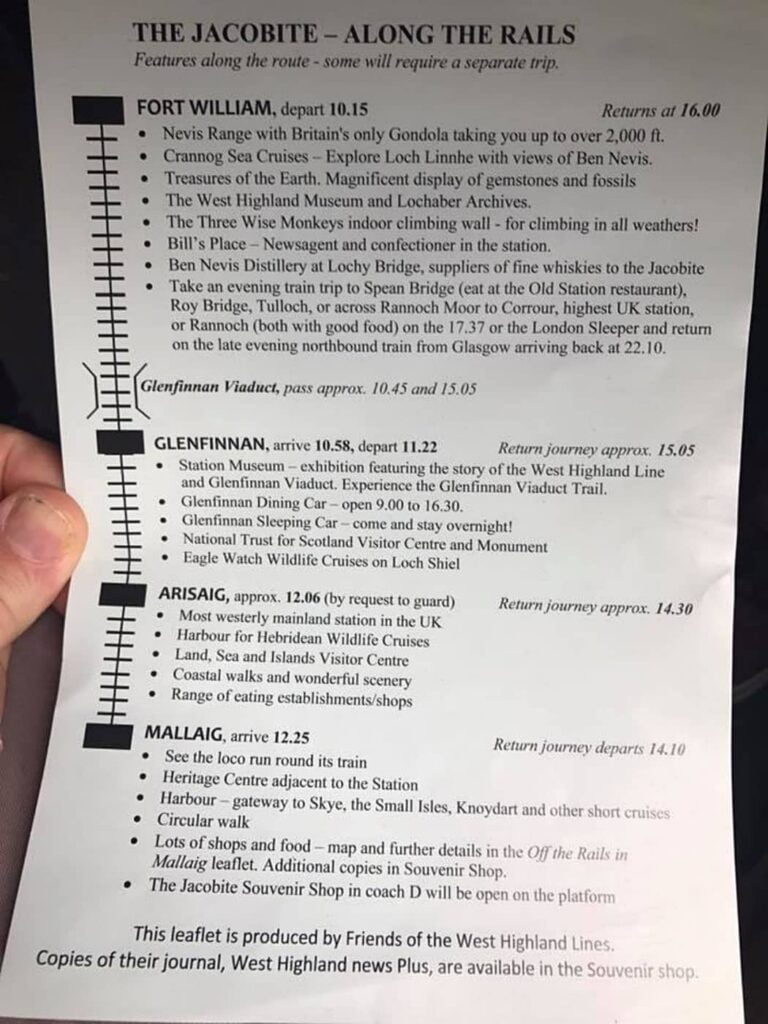 THE JACOBITE – ALONG THE RAILS
Features along the route - some will require a separate trip.
FORT WILLIAM, depart 10.15 Returns at 16.00
• Nevis Range with Britain's only Gondola taking you up to over 2,000 ft.
• Crannog Sea Cruises – Explore Loch Linnhe with views of Ben Nevis.
• Treasures of the Earth. Magnificent display of gemstones and fossils
• The West Highland Museum and Lochaber Archives.
• The Three Wise Monkeys indoor climbing wall - for climbing in all weathers!
• Bill's Place – Newsagent and confectioner in the station.
• Ben Nevis Distillery at Lochy Bridge, suppliers of fine whiskies to the Jacobite
• Take an evening train trip to Spean Bridge (eat at the Old Station restaurant),
Roy Bridge, Tulloch, or across Rannoch Moor to Corrour, highest UK station,
or Rannoch (both with good food) on the 17.37 or the London Sleeper and return
on the late evening northbound train from Glasgow arriving back at 22.10.
Glenfinnan Viaduct, pass approx. 10.45 and 15.05
GLENFINNAN, arrive 10.58, depart 11.22 Return journey approx. 15.05
• Station Museum – exhibition featuring the story of the West Highland Line
and Glenfinnan Viaduct. Experience the Glenfinnan Viaduct Trail.
• Glenfinnan Dining Car – open 9.00 to 16.30.
• Glenfinnan Sleeping Car – come and stay overnight!
• National Trust for Scotland Visitor Centre and Monument
• Eagle Watch Wildlife Cruises on Loch Shiel
ARISAIG, approx. 12.06 (by request to guard) Return journey approx. 14.30
• Most westerly mainland station in the UK
• Harbour for Hebridean Wildlife Cruises
• Land, Sea and Islands Visitor Centre
• Coastal walks and wonderful scenery
• Range of eating establishments/shops
MALLAIG, arrive 12.25 Return journey departs 14.10
• See the loco run round its train
• Heritage Centre adjacent to the Station
• Harbour – gateway to Skye, the Small Isles, Knoydart and other short cruises
• Circular walk
• Lots of shops and food – map and further details in the Off the Rails in
Mallaig leaflet. Additional copies in Souvenir Shop.
• The Jacobite Souvenir Shop in coach D will be open on the platform
This leaflet is produced by Friends of the West Highland Lines.
Copies of their journal, West Highland news Plus, are available in the Souvenir shop.